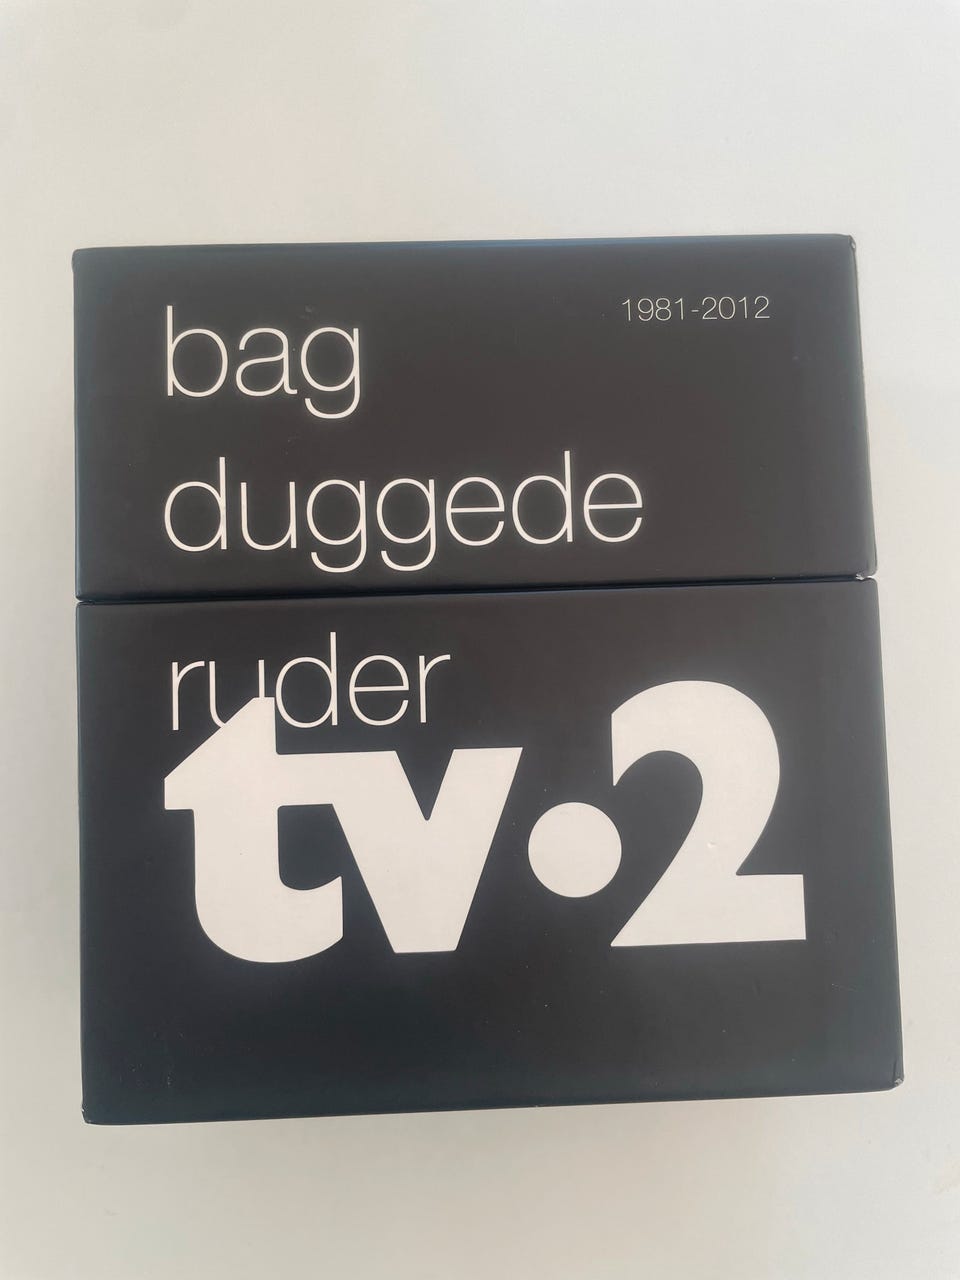 bag
1981-2012
duggede
ruder
tv·2